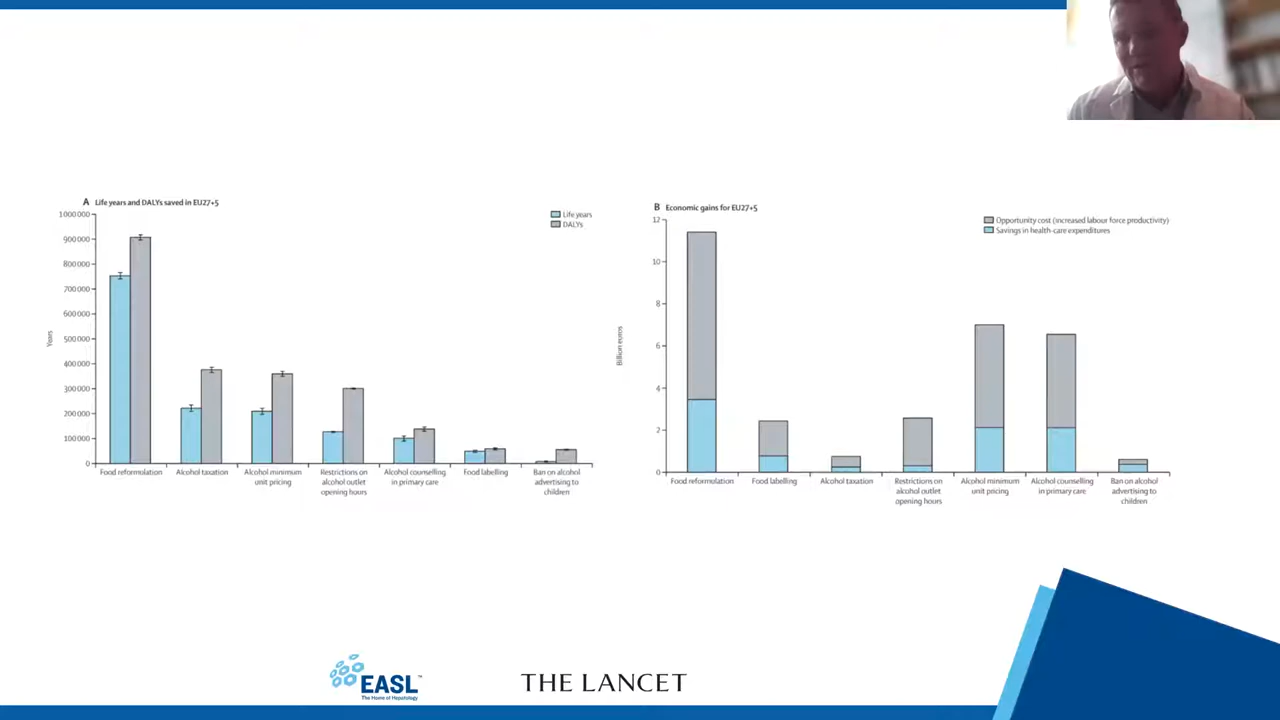 A Life years and DALYs saved in EU27+5
Life years
DALYs
1000000
900000
800000
700000
600000
500000
400000
300000
200000
100000
0
Years
Food reformulation
Alcohol taxation
Alcohol minimum
unit pricing
Restrictions on
alcohol outlet
opening hours
Alcohol counselling
in primary care
Food labelling
Ban on alcohol
advertising to
children
B Economic gains for EU27+5
Opportunity cost (increased labour force productivity)
Savings in health-care expenditures
12
10
8
6
4
2
0
Billion euros
Food reformulation
Food labelling
Alcohol taxation
Restrictions on
alcohol outlet
opening hours
Alcohol minimum
unit pricing
Alcohol counselling
in primary care
Ban on alcohol
advertising to
children
EASL™
The Home of Hepatology
THE LANCET